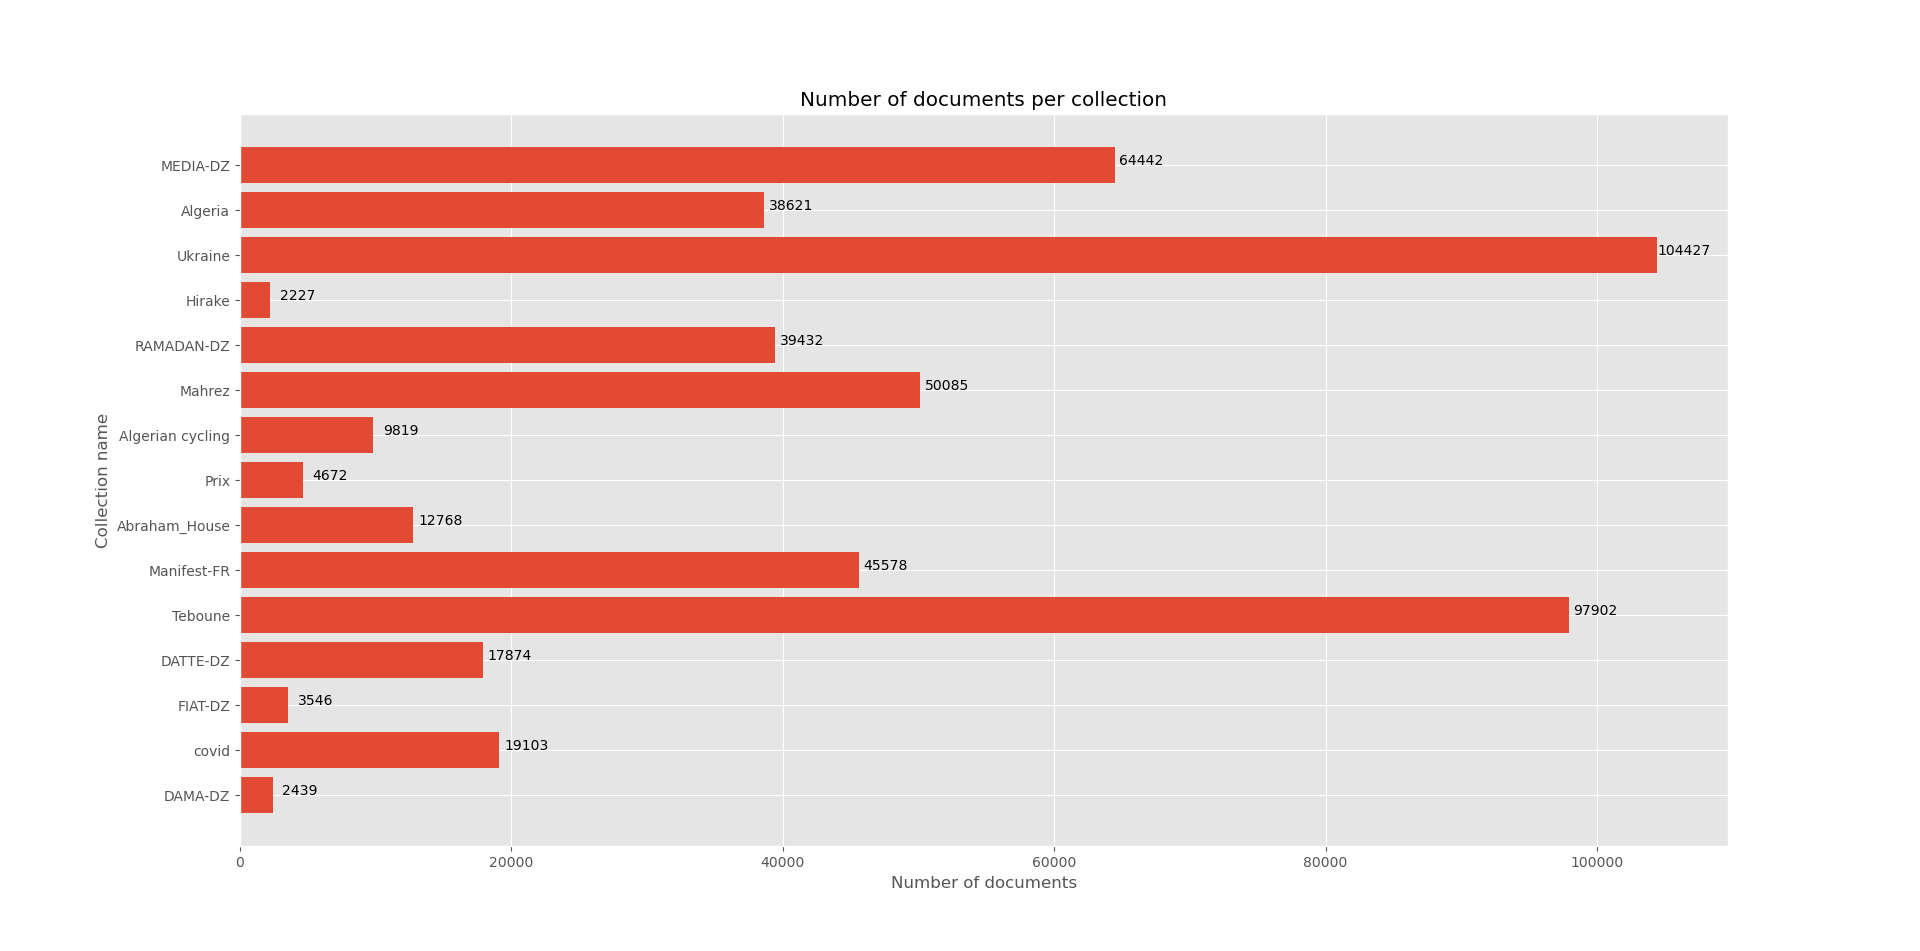 Number of documents per collection
MEDIA-DZ 64442
Algeria 38621
Ukraine 104427
Hirake 2227
RAMADAN-DZ 39432
Mahrez 50085
Algerian cycling 9819
Prix 4672
Abraham_House 12768
Manifest-FR 45578
Teboune 97902
DATTE-DZ 17874
FIAT-DZ 3546
covid 19103
DAMA-DZ 2439
Collection name
0 20000 40000 60000 80000 100000
Number of documents